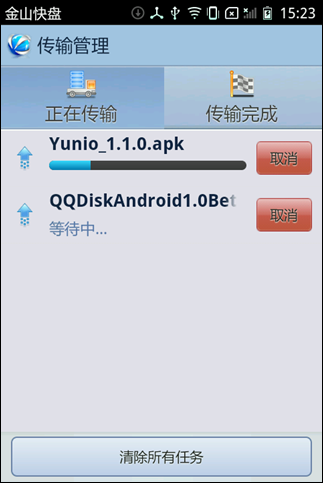 金山快盘 15:23
传输管理
正在传输 传输完成
Yunio_1.1.0.apk
取消
QQDiskAndroid1.0Bet
等待中...
取消
清除所有任务